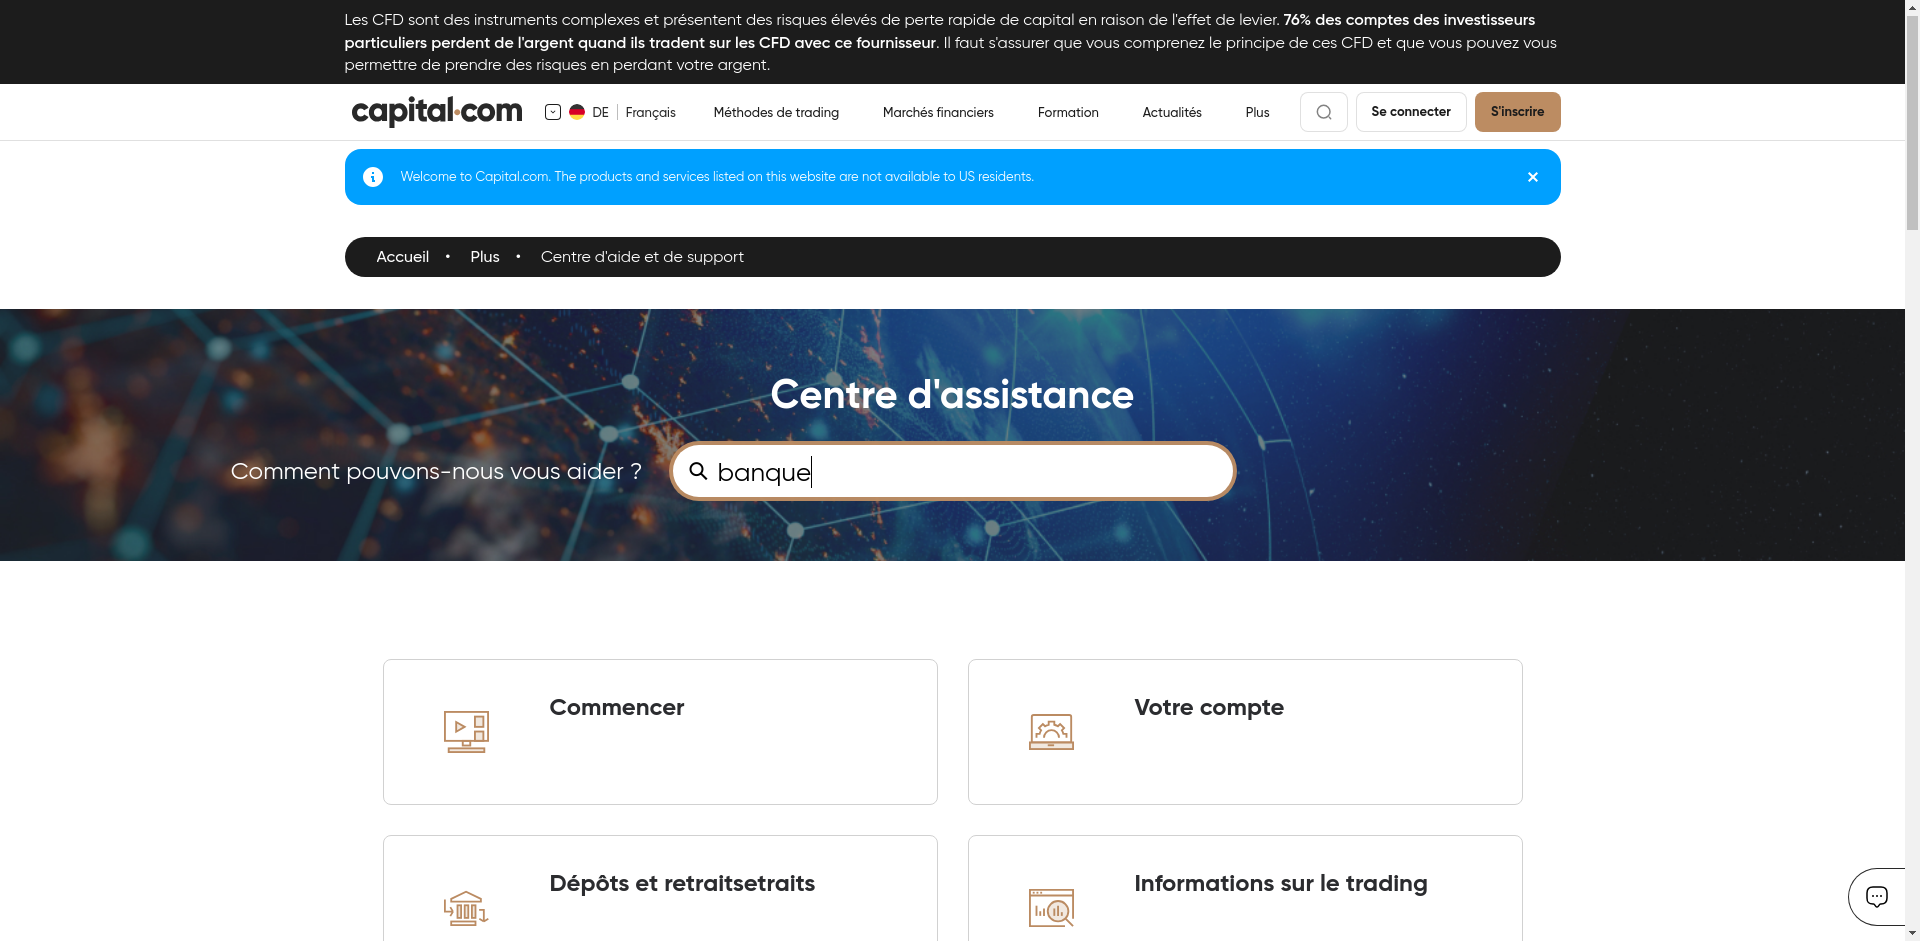 Les CFD sont des instruments complexes et présentent des risques élevés de perte rapide de capital en raison de l'effet de levier. 76% des comptes des investisseurs
particuliers perdent de l'argent quand ils tradent sur les CFD avec ce fournisseur. Il faut s'assurer que vous comprenez le principe de ces CFD et que vous pouvez vous
permettre de prendre des risques en perdant votre argent.
capital.com DE Français Méthodes de trading Marchés financiers Formation Actualités Plus Se connecter S'inscrire
Welcome to Capital.com. The products and services listed on this website are not available to US residents.
Accueil • Plus • Centre d'aide et de support
Centre d'assistance
Comment pouvons-nous vous aider ? banque
Commencer
Votre compte
Dépôts et retraitsetraits
Informations sur le trading